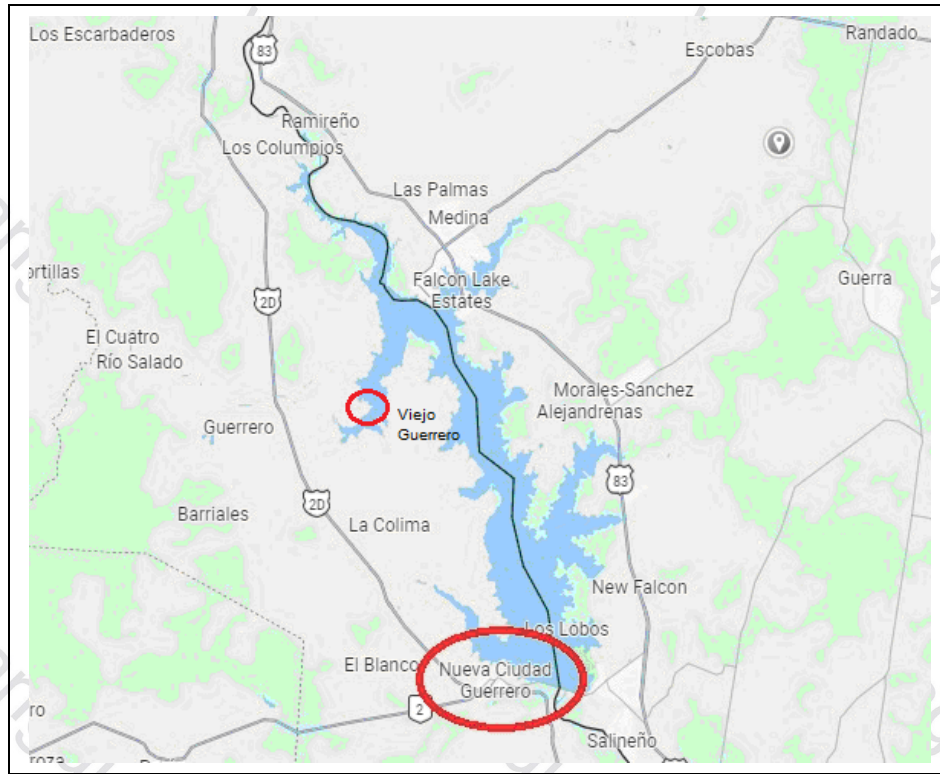 Los Escarbaderos
83
Escobas
Randado
Ramireño
Los Columpios
Las Palmas
Medina
ortillas
2D
Falcon Lake
Estates
Guerra
El Cuatro
Río Salado
Morales-Sanchez
Alejandrenas
Viejo
Guerrero
Guerrero
83
2D
Barriales
La Colima
New Falcon
Los Lobos
El Blanco
Nueva Ciudad
Guerrero
ro
2
Salineño
roza